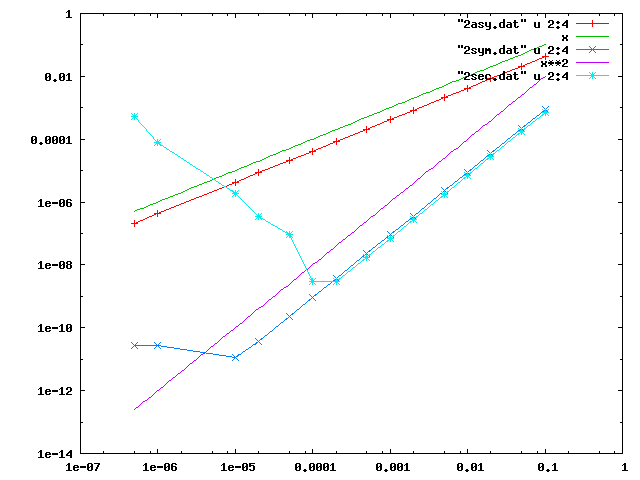 1
"2asy.dat" u 2:4
x
"2sym.dat" u 2:4
x**2
"2sec.dat" u 2:4
0.01
0.0001
1e-06
1e-08
1e-10
1e-12
1e-14
1e-07 1e-06 1e-05 0.0001 0.001 0.01 0.1 1